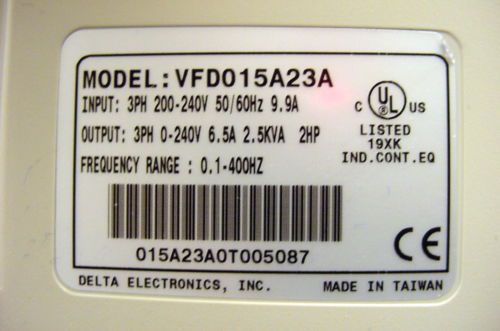 MODEL: VFD015A23A
INPUT: 3PH 200-240V 50/60Hz 9.9A
OUTPUT: 3PH 0-240V 6.5A 2.5KVA 2HP
FREQUENCY RANGE : 0.1-400HZ
C UL US
LISTED
19XK
IND.CONT.EQ
015A23A0T005087
CE
DELTA ELECTRONICS, INC. MADE IN TAIWAN